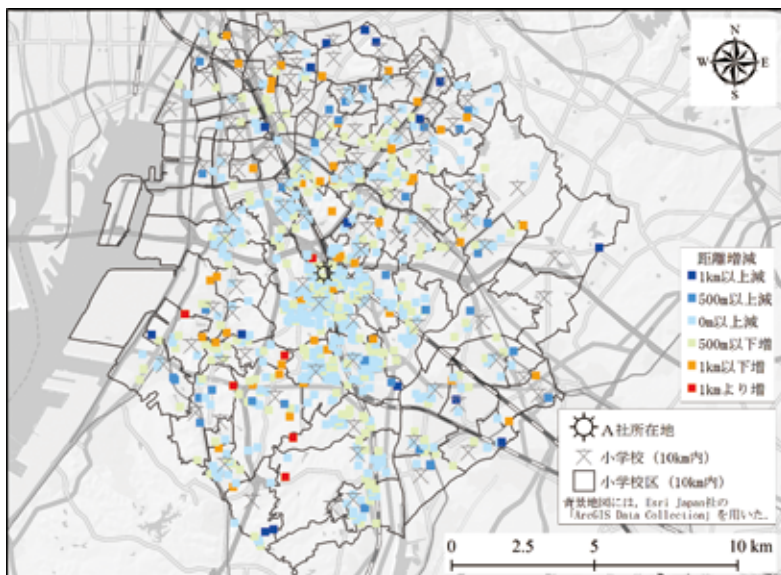 N
W
E
S
距離増減
1km以上減
500m以上減
0m以上減
500m以下増
1km以下増
1kmより増
A社所在地
小学校（10km内）
小学校区（10km内）
背景地図には，Esri Japan社の
「ArcGIS Data Collection」を用いた。
0
2.5
5
10 km